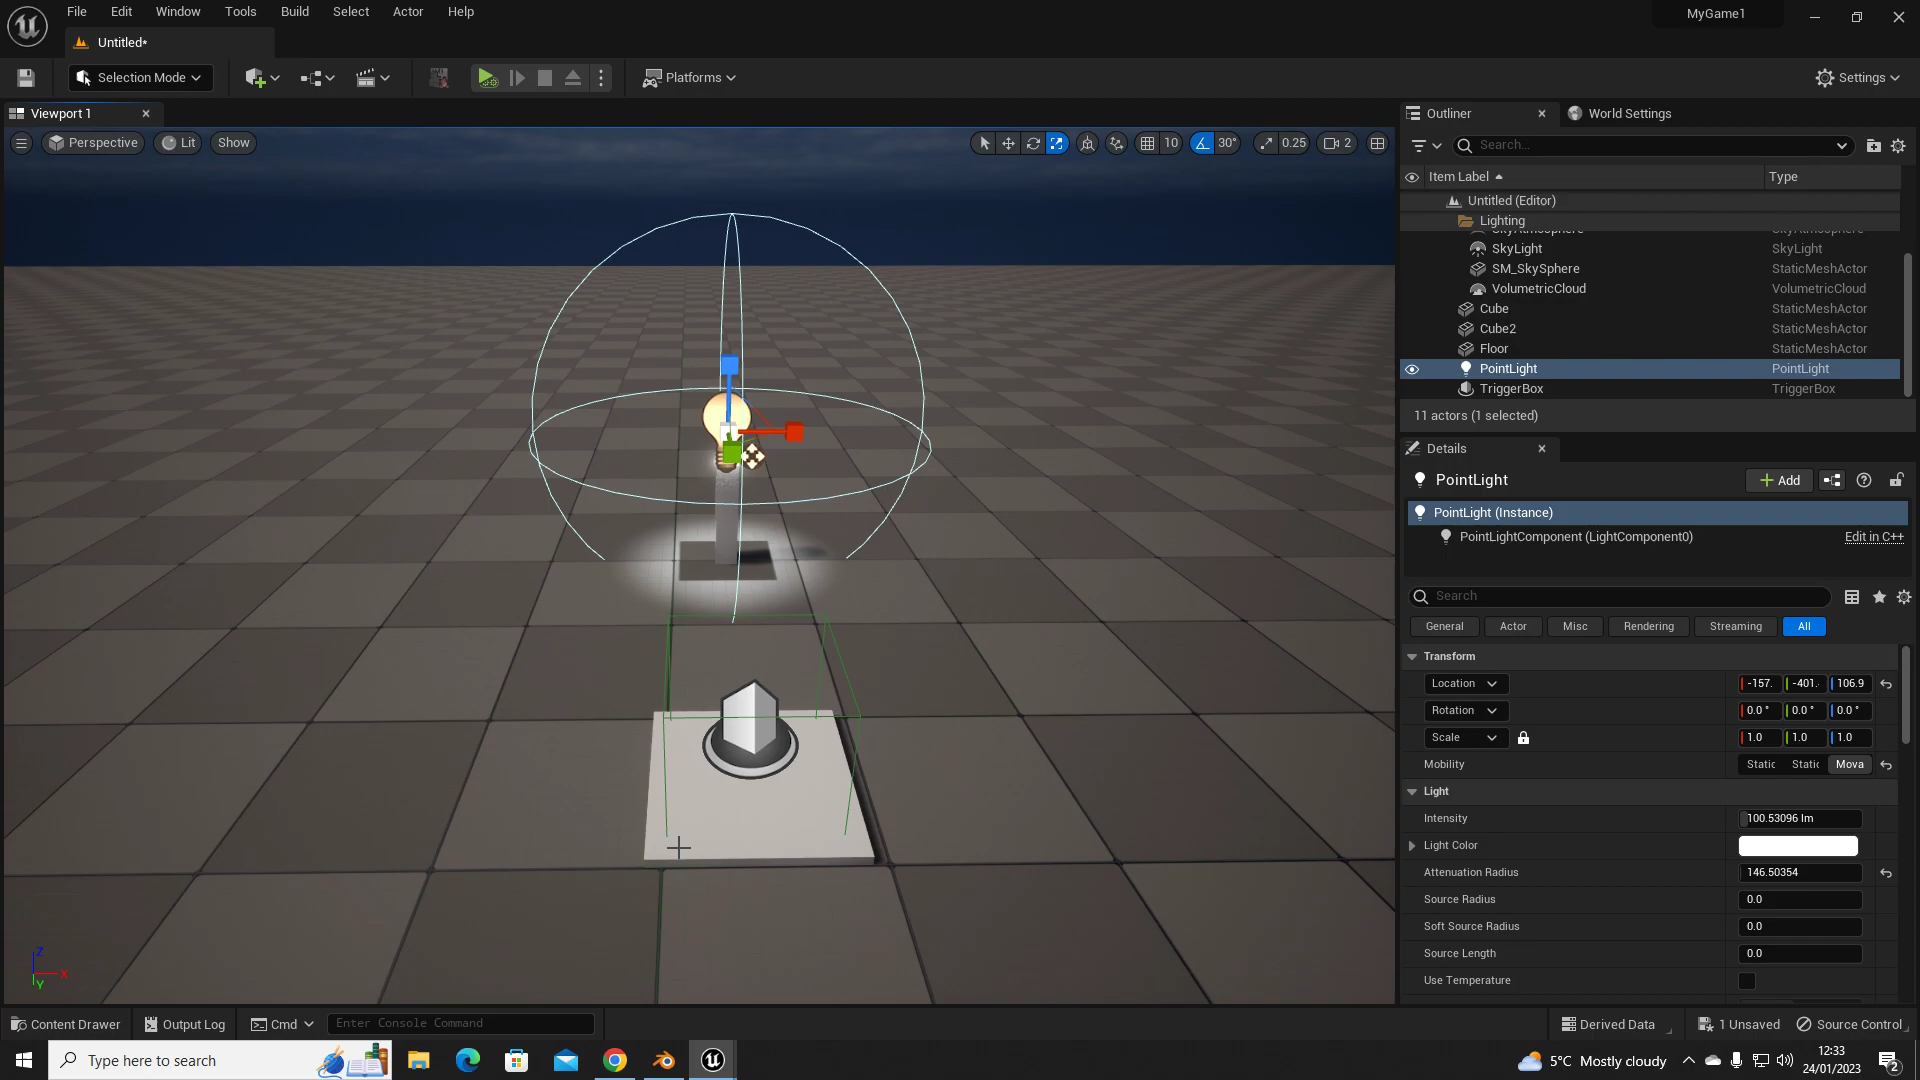 File Edit Window Tools Build Select Actor Help
MyGame1
Untitled*
Selection Mode
Platforms
Settings
Viewport 1
Perspective Lit Show
10 30° 0.25 2
Outliner
World Settings
Search...
Item Label Type
Untitled (Editor)
Lighting
SkyAtmosphere SkyAtmosphere
SkyLight SkyLight
SM_SkySphere StaticMeshActor
VolumetricCloud VolumetricCloud
Cube StaticMeshActor
Cube2 StaticMeshActor
Floor StaticMeshActor
PointLight PointLight
TriggerBox TriggerBox
11 actors (1 selected)
Details
PointLight
Add
PointLight (Instance)
PointLightComponent (LightComponent0) Edit in C++
Search
General Actor Misc Rendering Streaming All
Transform
Location -157. -401. 106.9
Rotation 0.0 ° 0.0 ° 0.0 °
Scale 1.0 1.0 1.0
Mobility Static Static Mova
Light
Intensity 100.53096 lm
Light Color
Attenuation Radius 146.50354
Source Radius 0.0
Soft Source Radius 0.0
Source Length 0.0
Use Temperature
Z
X
Y
Content Drawer Output Log Cmd Enter Console Command
Derived Data 1 Unsaved Source Control
Type here to search
5°C Mostly cloudy
12:33
24/01/2023
2